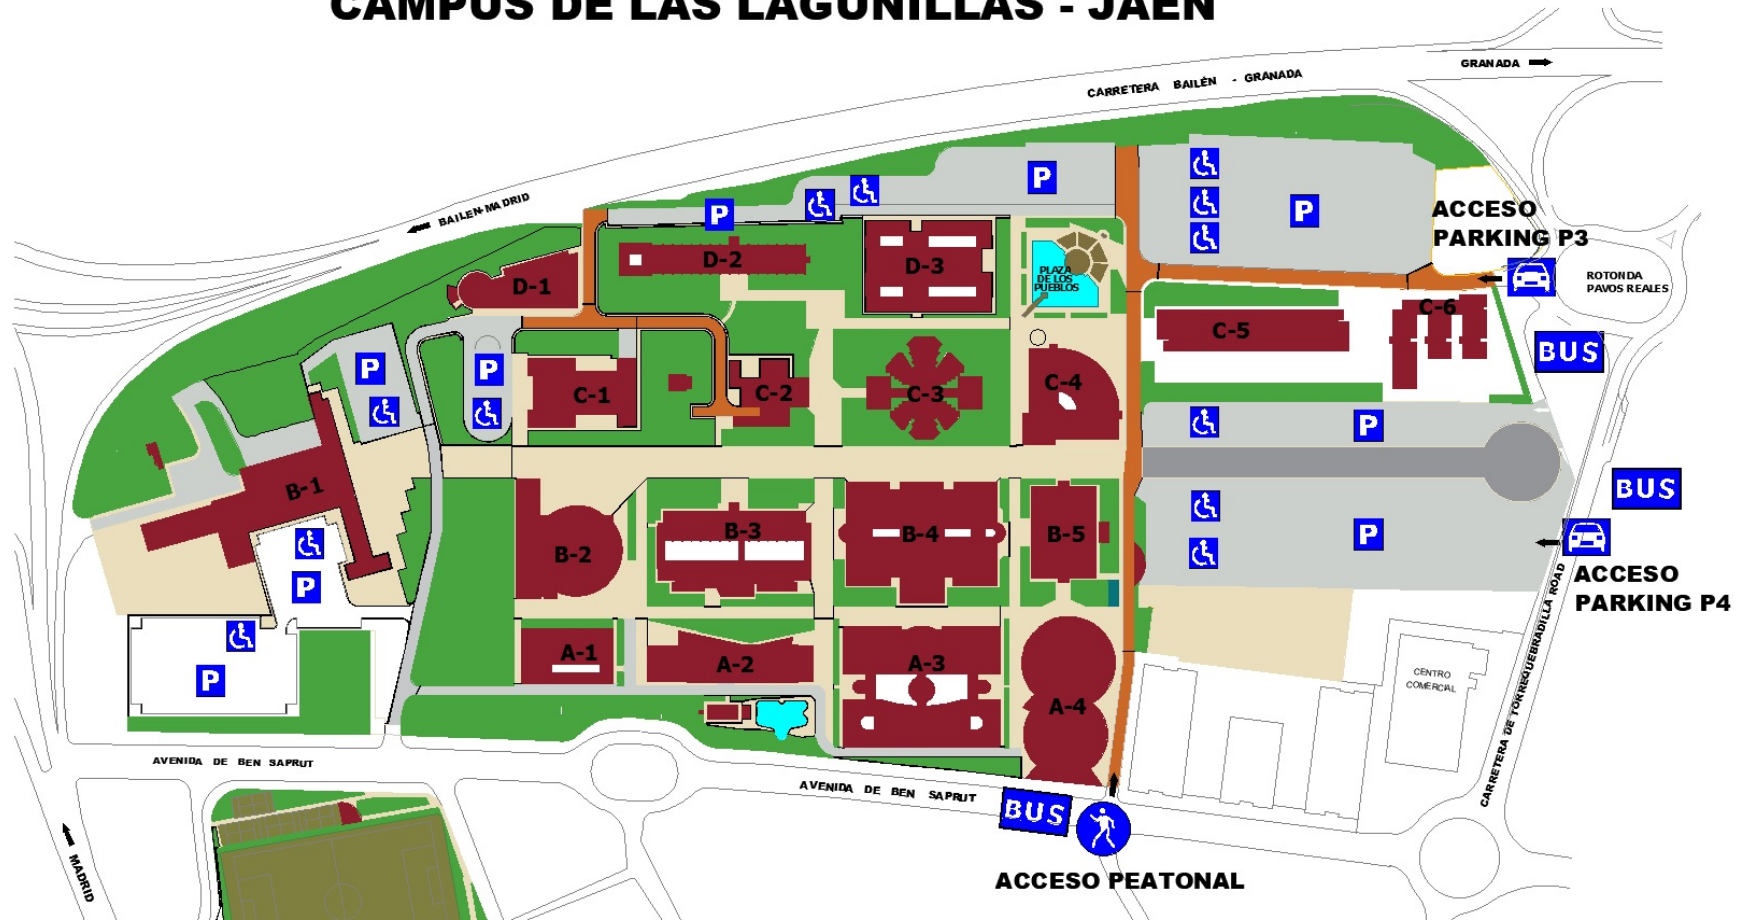 CAMPUS DE LAS LAGUNILLAS - JAÉN
GRANADA
CARRETERA BAILÉN - GRANADA
BAILEN-MADRID
P
P
P
ACCESO
PARKING P3
ROTONDA
PAVOS REALES
D-1
D-2
D-3
PLAZA
DE LOS
PUEBLOS
C-5
C-6
BUS
P
P
C-1
C-2
C-3
C-4
P
BUS
B-1
B-2
B-3
B-4
B-5
P
P
ACCESO
PARKING P4
CARRETERA DE TORREQUEBRADILLA ROAD
P
A-1
A-2
A-3
A-4
CENTRO
COMERCIAL
AVENIDA DE BEN SAPRUT
AVENIDA DE BEN SAPRUT
BUS
MADRID
ACCESO PEATONAL